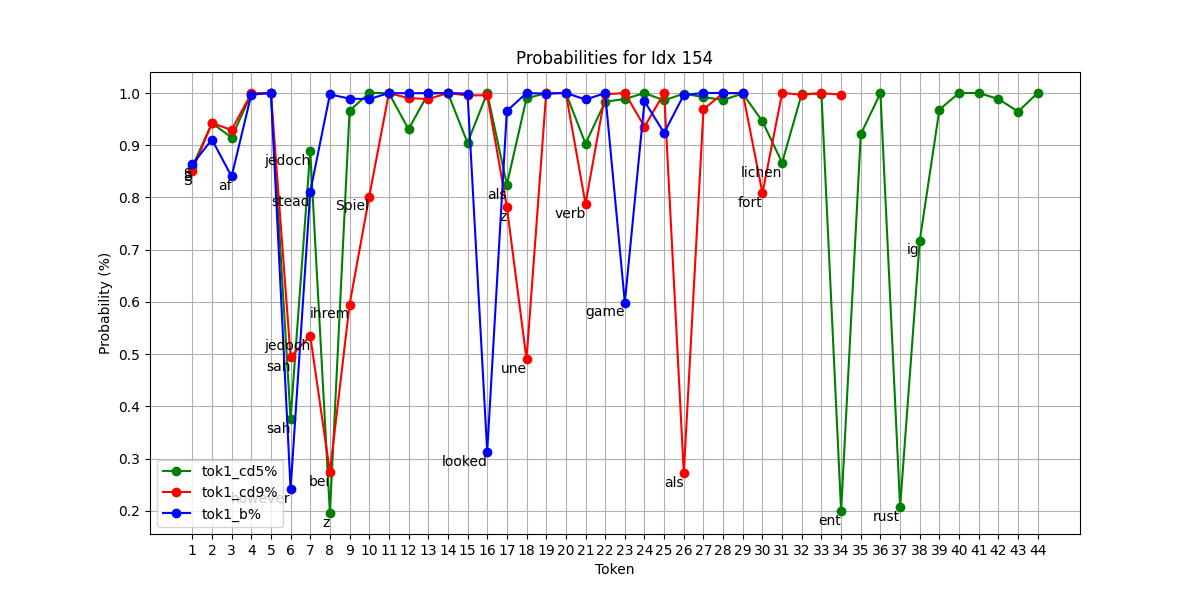 Probabilities for Idx 154
Probability (%)
1.0
0.9
0.8
0.7
0.6
0.5
0.4
0.3
0.2
S
S
S
af
jedoch
stead
Spiel
ihrem
jedoch
sah
sah
however
bei
z
looked
als
z
une
verb
game
als
lichen
fort
ent
rust
ig
tok1_cd5%
tok1_cd9%
tok1_b%
1 2 3 4 5 6 7 8 9 10 11 12 13 14 15 16 17 18 19 20 21 22 23 24 25 26 27 28 29 30 31 32 33 34 35 36 37 38 39 40 41 42 43 44
Token